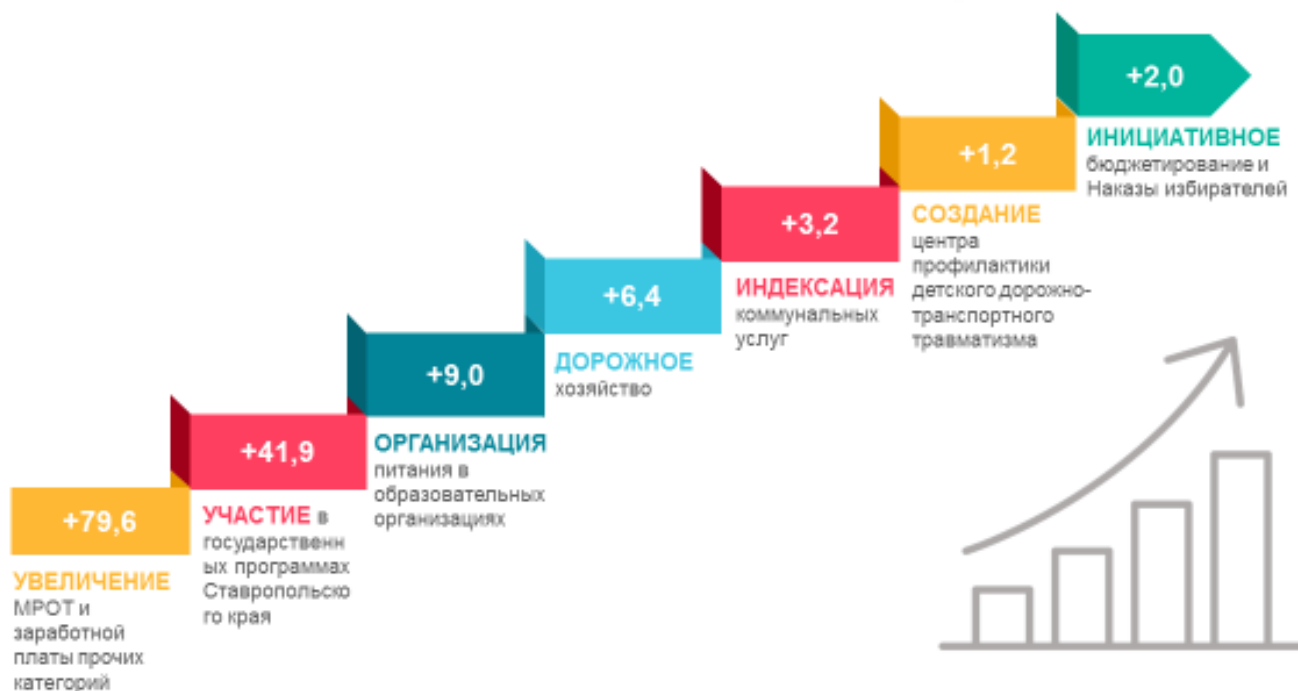 +79,6
УВЕЛИЧЕНИЕ
МРОТ и
заработной
платы прочих
категорий
+41,9
УЧАСТИЕ в
государственн
ых программах
Ставропольско
го края
+9,0
ОРГАНИЗАЦИЯ
питания в
образовательных
организациях
+6,4
ДОРОЖНОЕ
хозяйство
+3,2
ИНДЕКСАЦИЯ
коммунальных
услуг
+1,2
СОЗДАНИЕ
центра
профилактики
детского дорожно-
транспортного
травматизма
+2,0
ИНИЦИАТИВНОЕ
бюджетирование и
Наказы избирателей